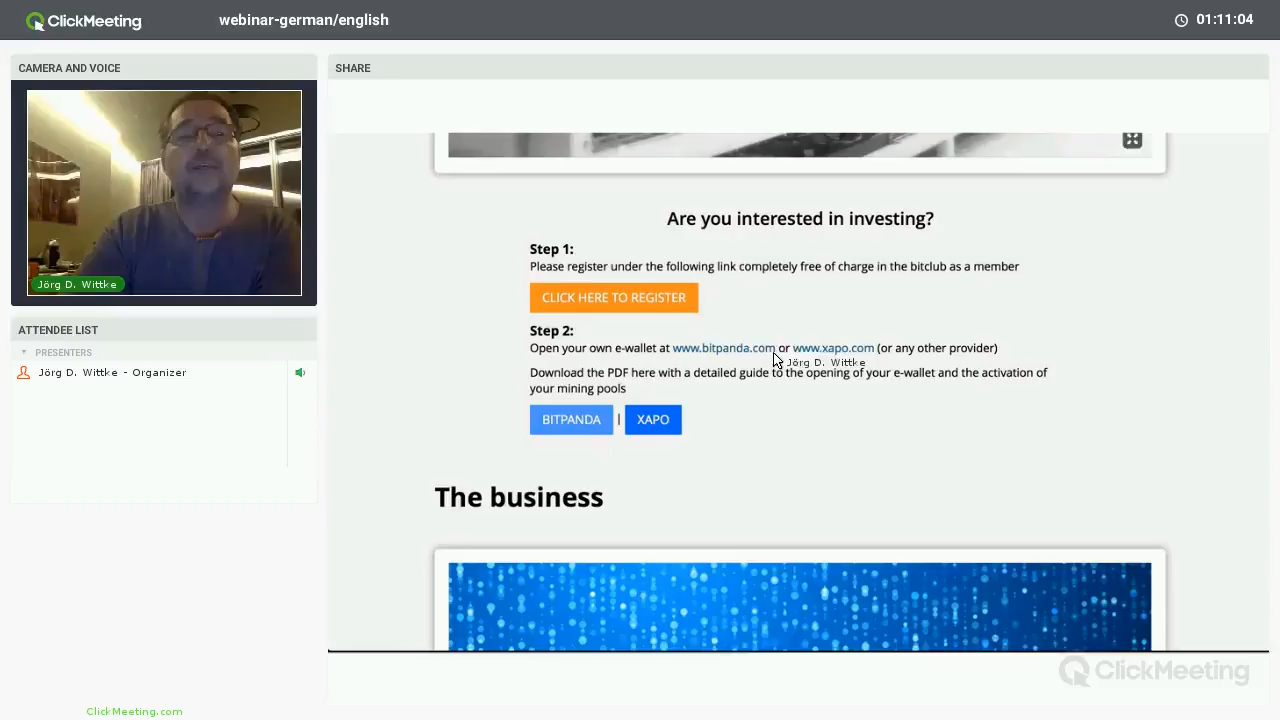 ClickMeeting
webinar-german/english
01:11:04
CAMERA AND VOICE
Jörg D. Wittke
ATTENDEE LIST
PRESENTERS
Jörg D. Wittke - Organizer
ClickMeeting.com
SHARE
Are you interested in investing?
Step 1:
Please register under the following link completely free of charge in the bitclub as a member
CLICK HERE TO REGISTER
Step 2:
Open your own e-wallet at www.bitpanda.com or www.xapo.com (or any other provider)
Jörg D. Wittke
Download the PDF here with a detailed guide to the opening of your e-wallet and the activation of
your mining pools
BITPANDA | XAPO
The business
ClickMeeting